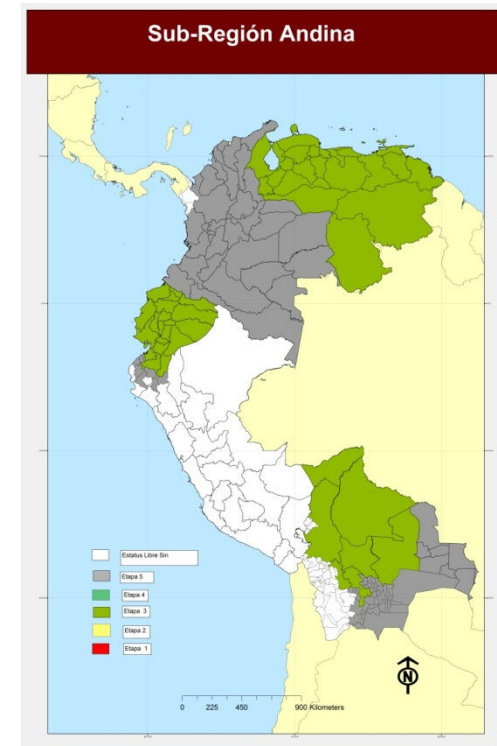 Sub-Región Andina
Estatus Libre Sin
Etapa 5
Etapa 4
Etapa 3
Etapa 2
Etapa 1
0 225 450 900 Kilometers
N